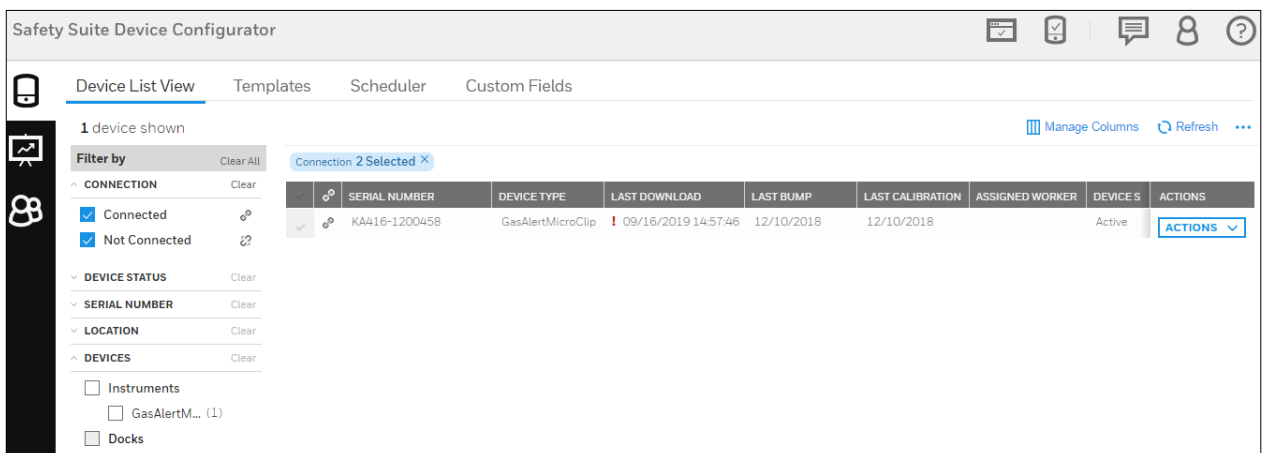 Safety Suite Device Configurator
Device List View Templates Scheduler Custom Fields
1 device shown
Manage Columns Refresh
Filter by Clear All
Connection 2 Selected ×
CONNECTION Clear
Connected
Not Connected
DEVICE STATUS Clear
SERIAL NUMBER Clear
LOCATION Clear
DEVICES Clear
Instruments
GasAlertM... (1)
Docks
SERIAL NUMBER DEVICE TYPE LAST DOWNLOAD LAST BUMP LAST CALIBRATION ASSIGNED WORKER DEVICE S ACTIONS
KA416-1200458 GasAlertMicroClip ! 09/16/2019 14:57:46 12/10/2018 12/10/2018 Active ACTIONS